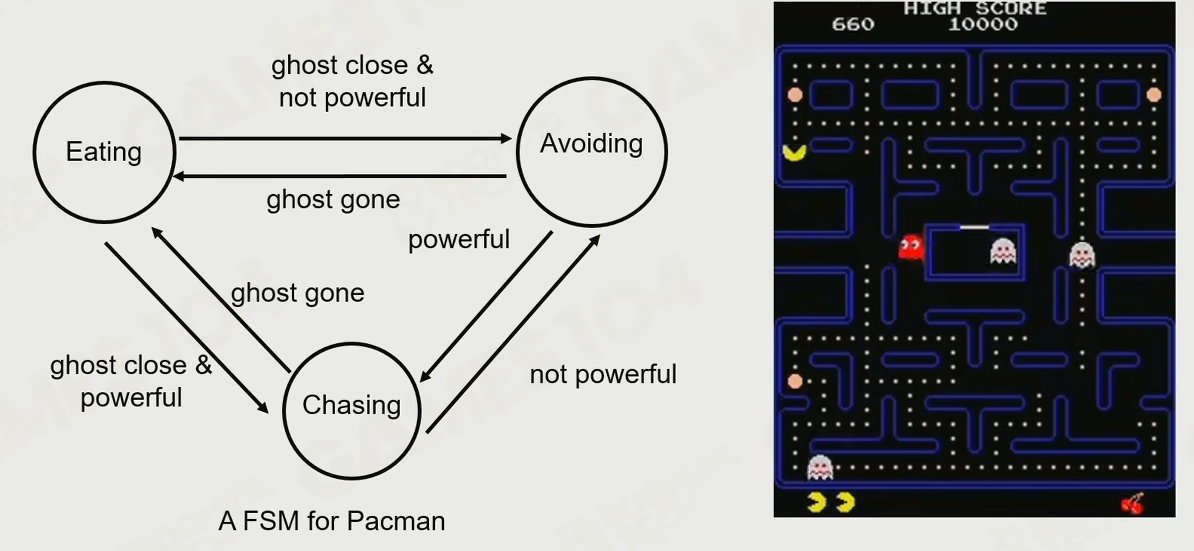 ghost close &
not powerful
Eating
Avoiding
ghost gone
powerful
ghost gone
ghost close &
powerful
not powerful
Chasing
A FSM for Pacman
HIGH SCORE
660 10000